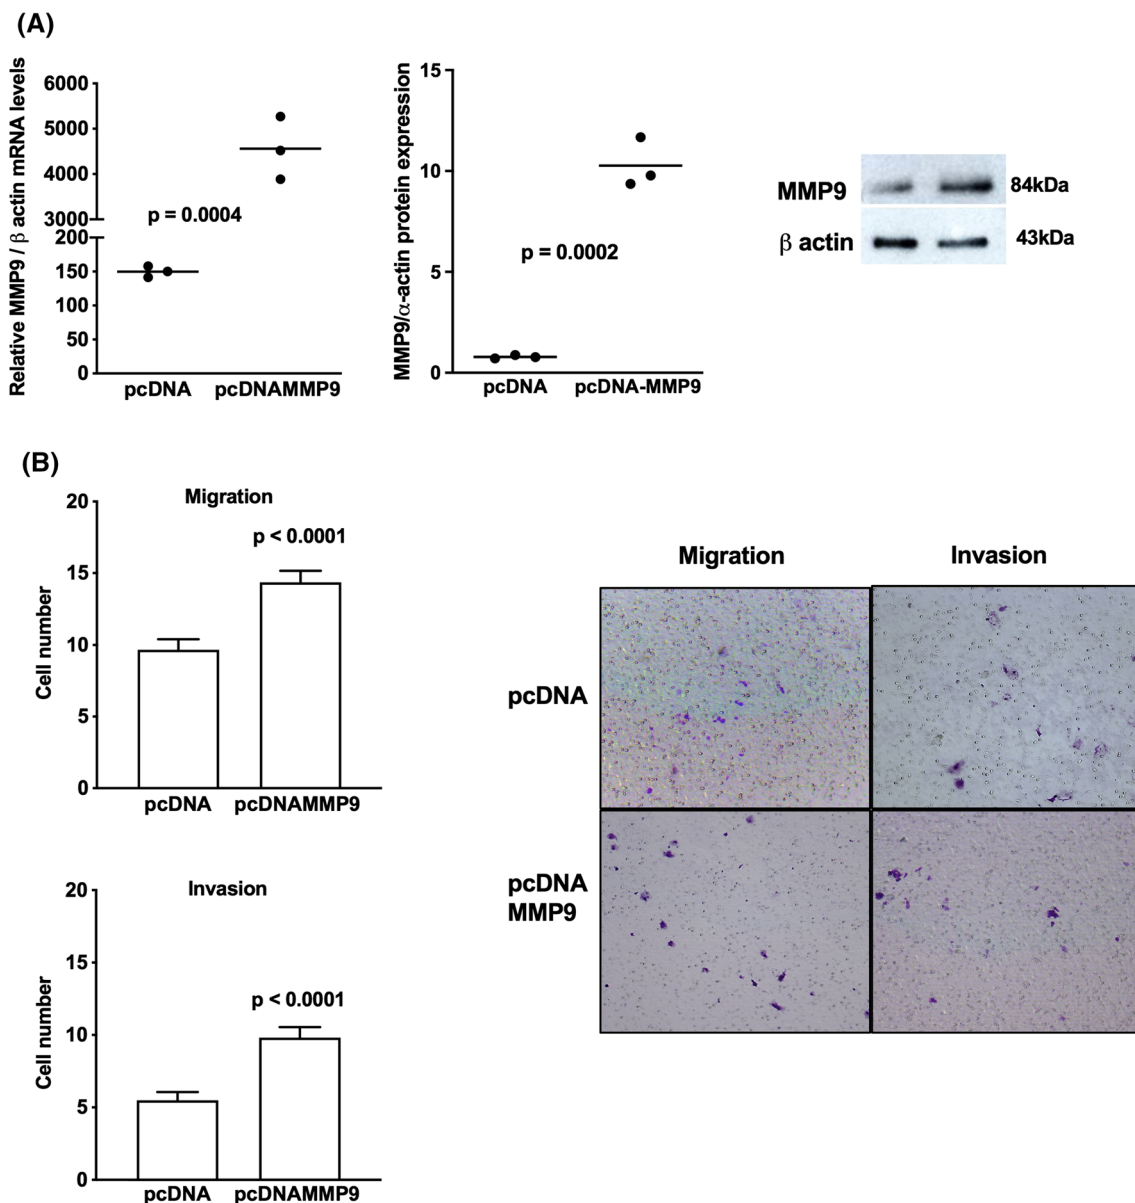 (A)
Relative MMP9 / β actin mRNA levels
6000
5000
4000
3000
200
150
100
50
0
p = 0.0004
pcDNA pcDNAMMP9
MMP9/α-actin protein expression
15
10
5
0
p = 0.0002
pcDNA pcDNA-MMP9
MMP9 84kDa
β actin 43kDa
(B)
Migration
Cell number
20
15
10
5
0
p < 0.0001
pcDNA pcDNAMMP9
Invasion
Cell number
20
15
10
5
0
p < 0.0001
pcDNA pcDNAMMP9
Migration Invasion
pcDNA
pcDNA
MMP9